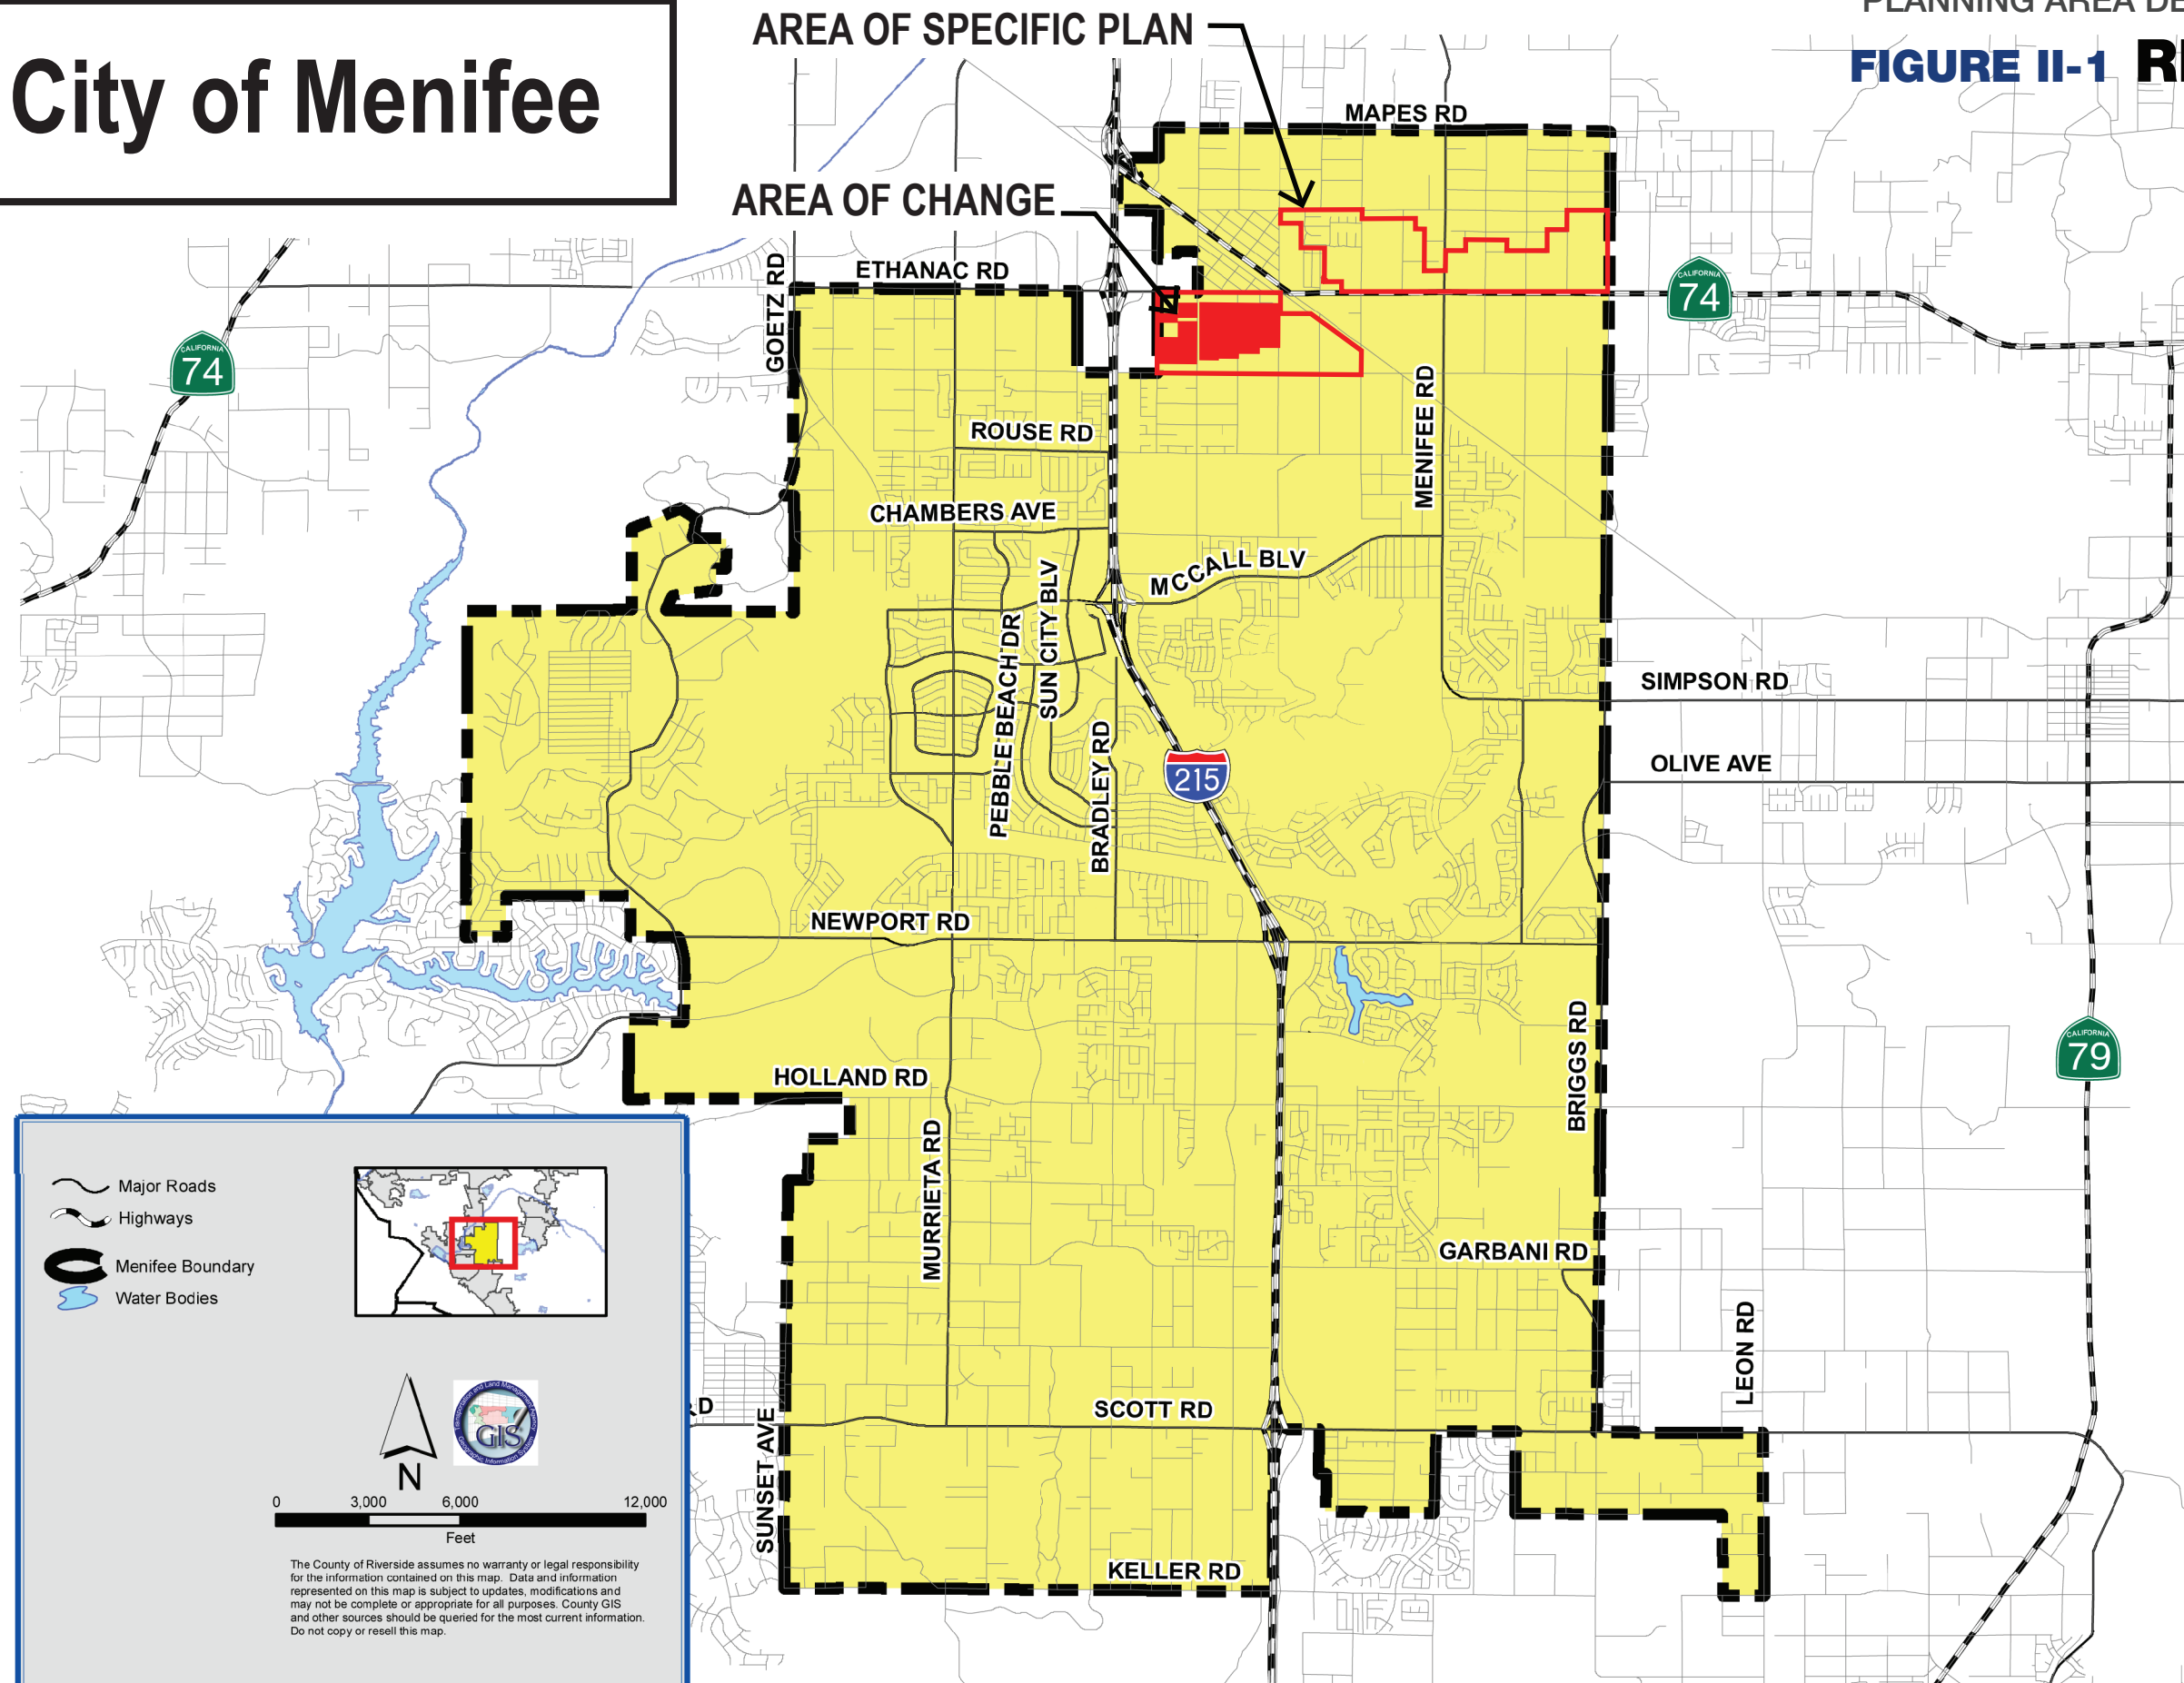 PLANNING AREA DE
FIGURE II-1 R
City of Menifee
AREA OF SPECIFIC PLAN
MAPES RD
AREA OF CHANGE
ETHANAC RD
GOETZ RD
CALIFORNIA
74
CALIFORNIA
74
ROUSE RD
MENIFEE RD
CHAMBERS AVE
MCCALL BLV
SUN CITY BLV
PEBBLE BEACH DR
BRADLEY RD
SIMPSON RD
OLIVE AVE
215
NEWPORT RD
BRIGGS RD
CALIFORNIA
79
HOLLAND RD
MURRIETA RD
GARBANI RD
LEON RD
SCOTT RD
D
SUNSET AVE
KELLER RD
Major Roads
Highways
Menifee Boundary
Water Bodies
N
GIS
0 3,000 6,000 12,000
Feet
The County of Riverside assumes no warranty or legal responsibility
for the information contained on this map. Data and information
represented on this map is subject to updates, modifications and
may not be complete or appropriate for all purposes. County GIS
and other sources should be queried for the most current information.
Do not copy or resell this map.